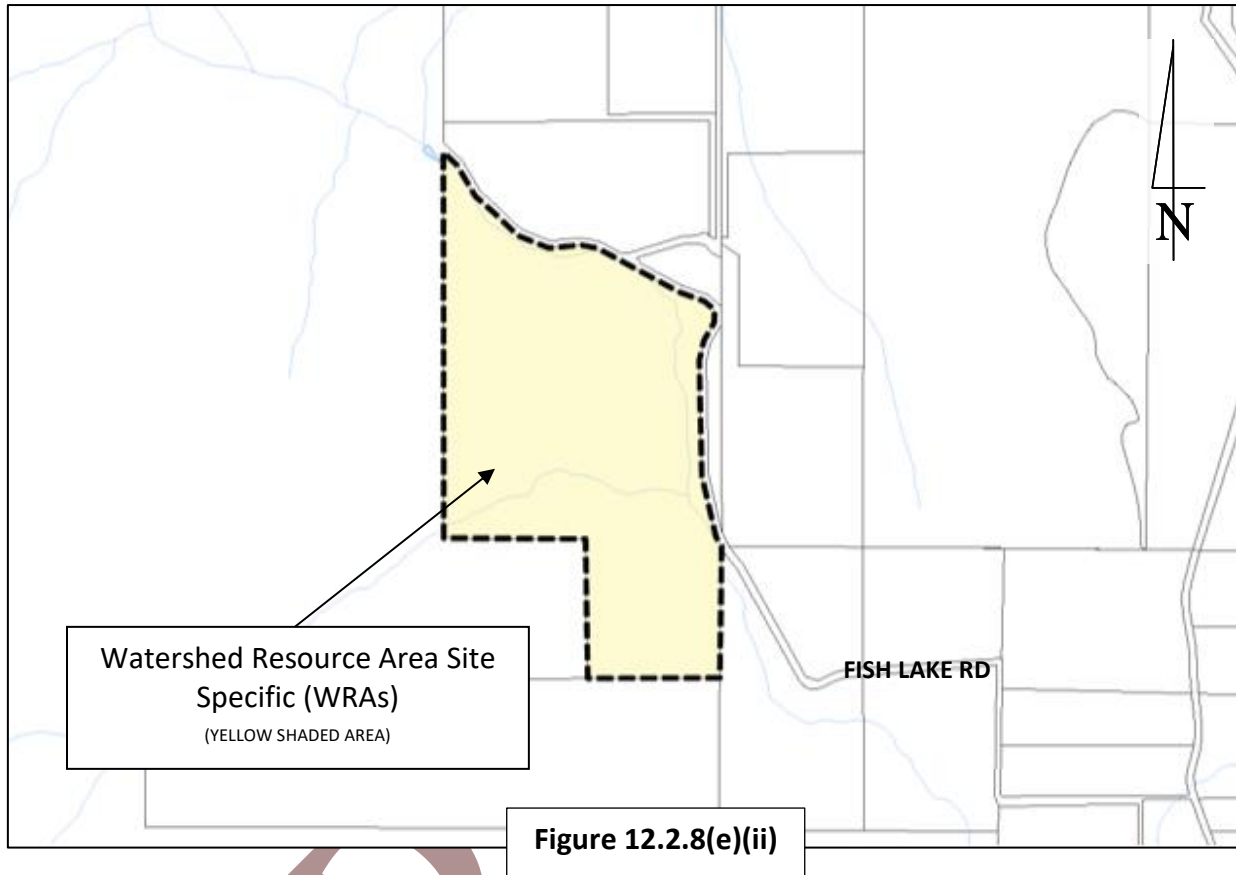 N
FISH LAKE RD
Watershed Resource Area Site
Specific (WRAs)
(YELLOW SHADED AREA)
Figure 12.2.8(e)(ii)